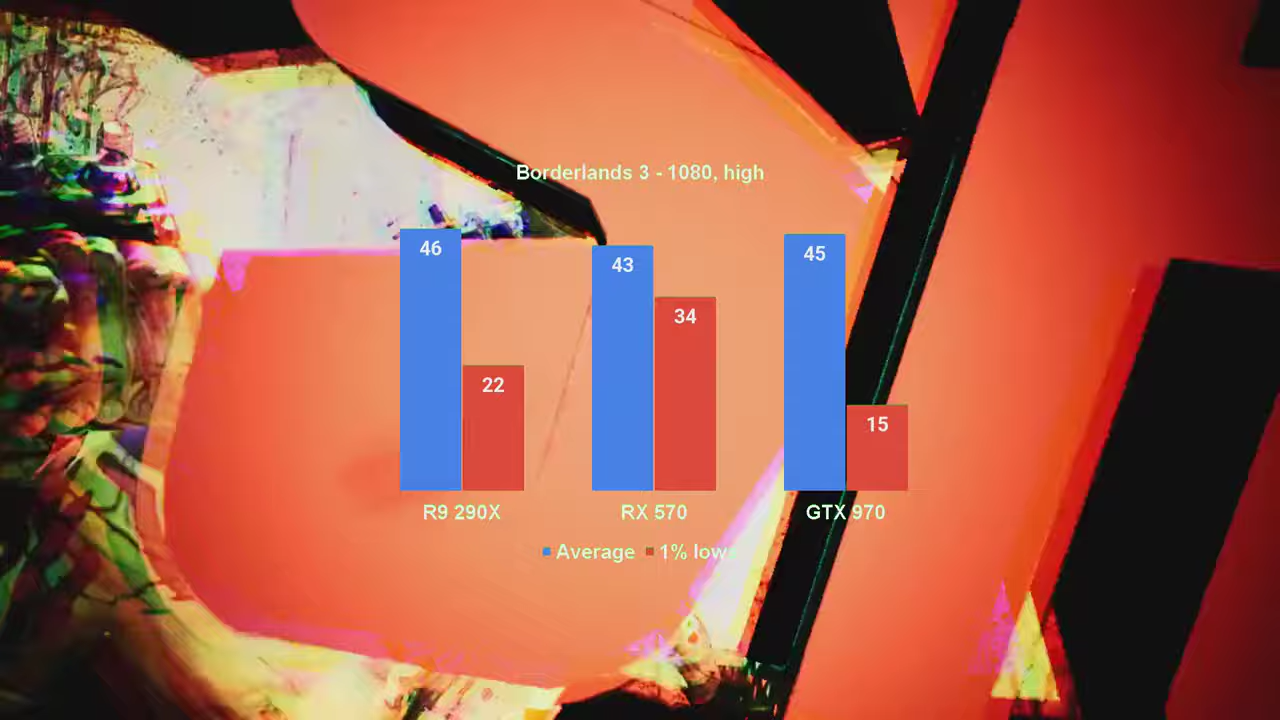 Borderlands 3 - 1080, high
46
43
45
34
22
15
R9 290X
RX 570
GTX 970
Average
1% low